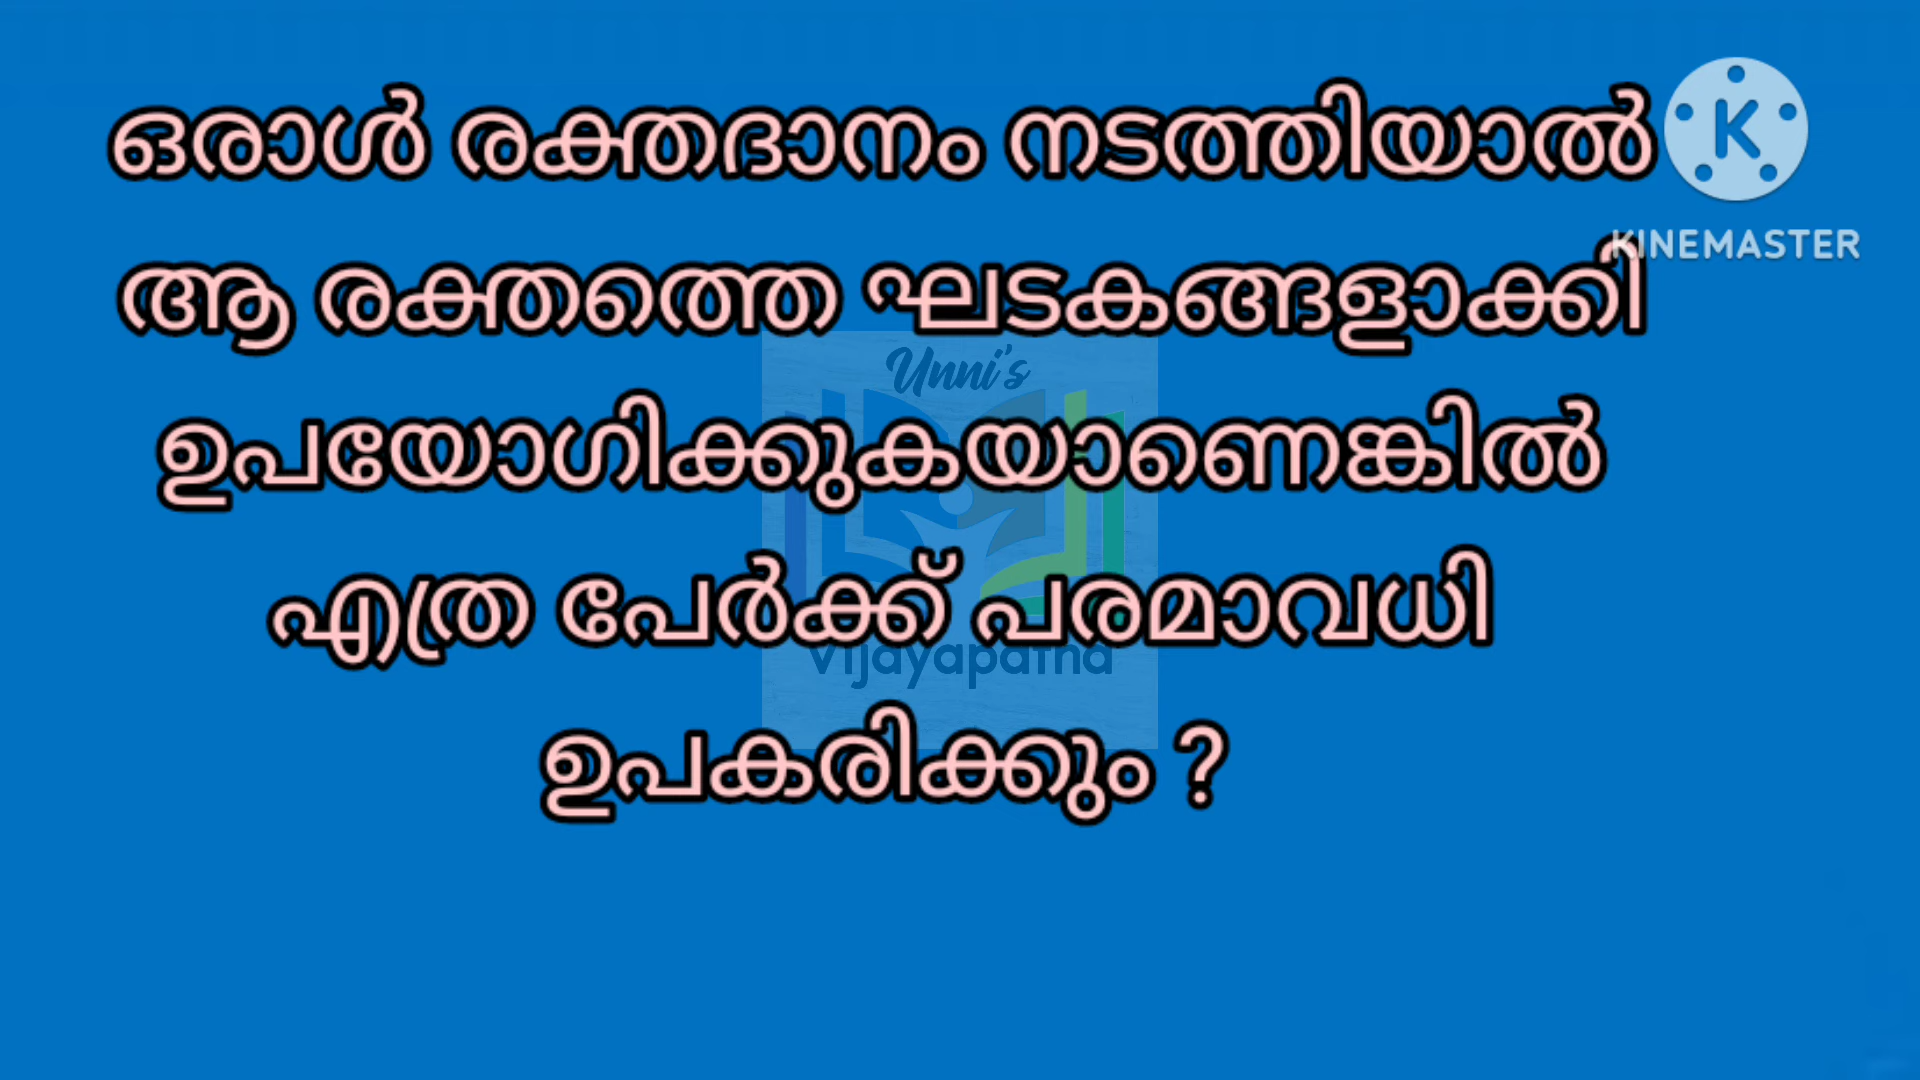 ഒരാൾ രക്തദാനം നടത്തിയാൽ
ആ രക്തത്തെ ഘടകങ്ങളാക്കി
ഉപയോഗിക്കുകയാണെങ്കിൽ
എത്ര പേർക്ക് പരമാവധി
ഉപകരിക്കും ?
K
KINEMASTER
Unni's
Vijayapatha